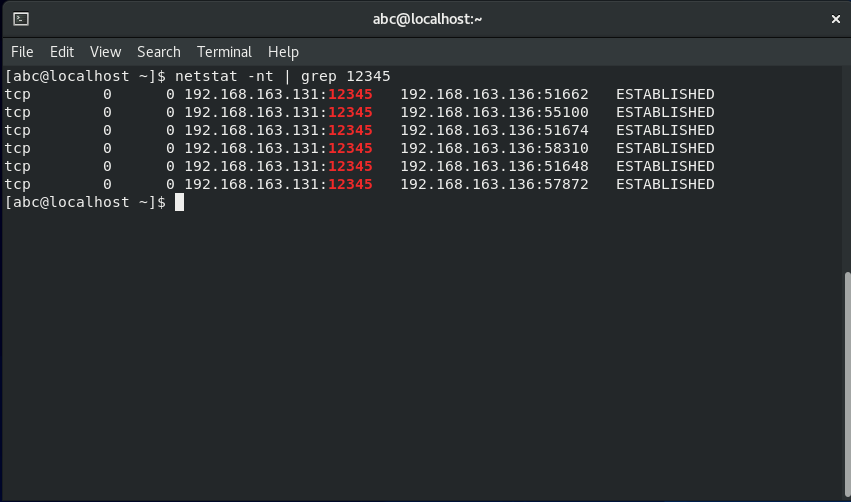 abc@localhost:~
File Edit View Search Terminal Help
[abc@localhost ~]$ netstat -nt | grep 12345
tcp        0      0 192.168.163.131:12345   192.168.163.136:51662   ESTABLISHED
tcp        0      0 192.168.163.131:12345   192.168.163.136:55100   ESTABLISHED
tcp        0      0 192.168.163.131:12345   192.168.163.136:51674   ESTABLISHED
tcp        0      0 192.168.163.131:12345   192.168.163.136:58310   ESTABLISHED
tcp        0      0 192.168.163.131:12345   192.168.163.136:51648   ESTABLISHED
tcp        0      0 192.168.163.131:12345   192.168.163.136:57872   ESTABLISHED
[abc@localhost ~]$